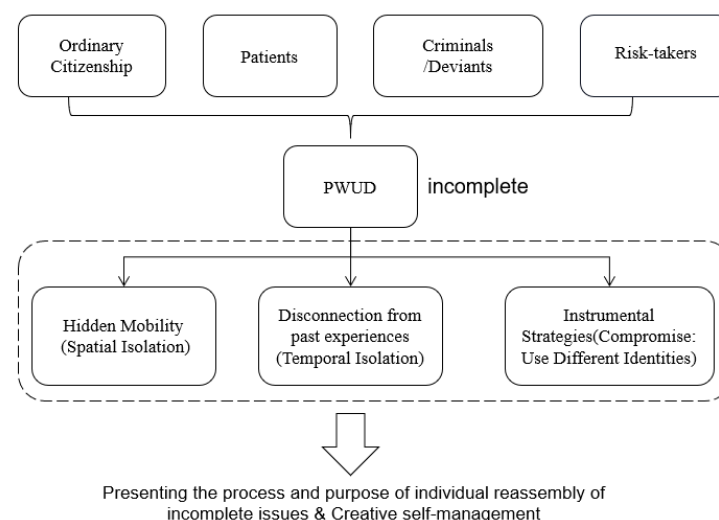 Ordinary
Citizenship
Patients
Criminals
/Deviants
Risk-takers
PWUD
incomplete
Hidden Mobility
(Spatial Isolation)
Disconnection from
past experiences
(Temporal Isolation)
Instrumental
Strategies(Compromise:
Use Different Identities)
Presenting the process and purpose of individual reassembly of
incomplete issues & Creative self-management